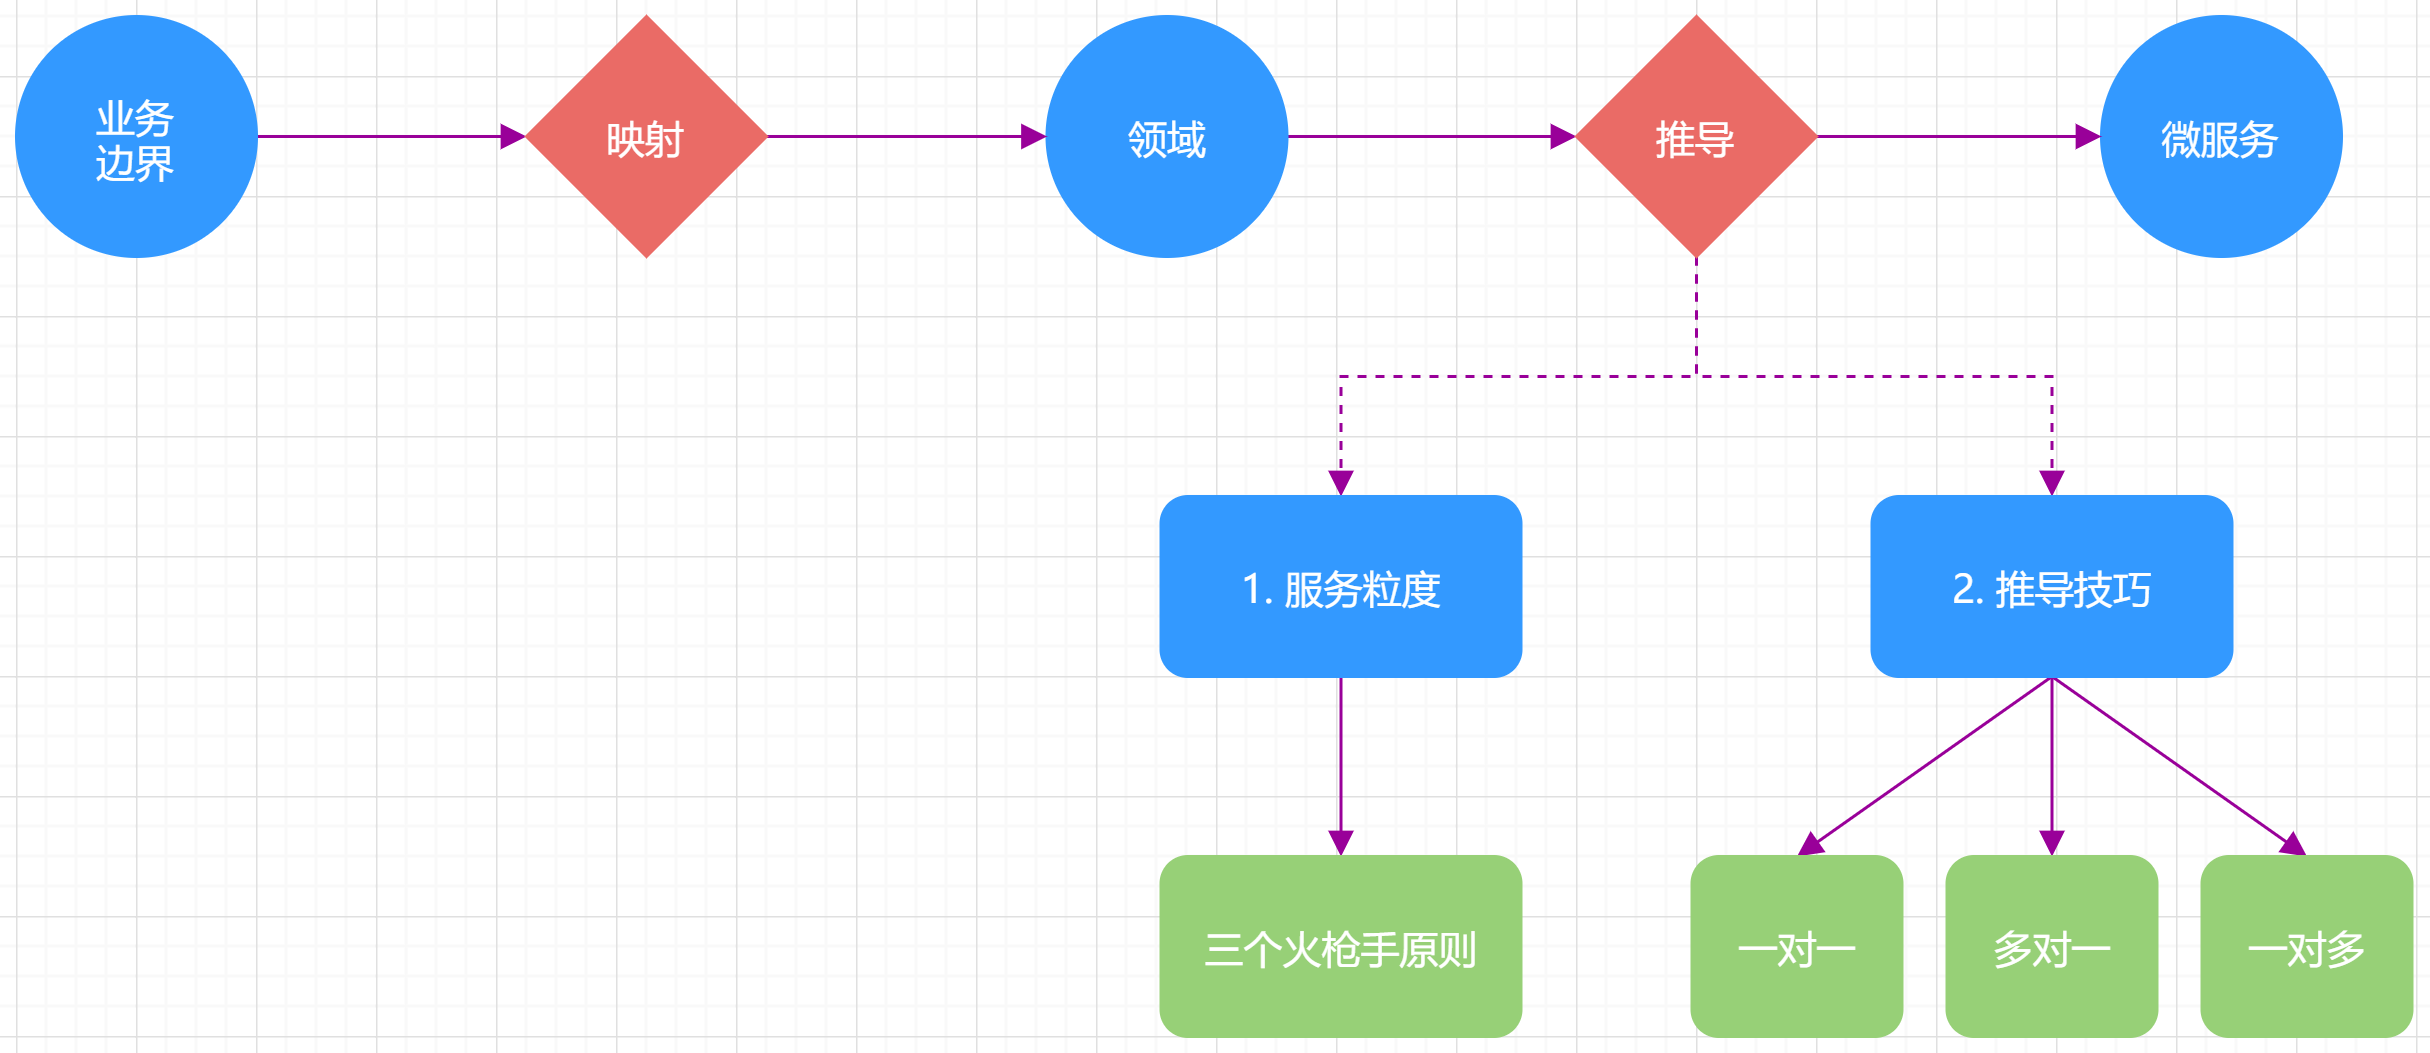 业务
边界
映射
领域
推导
微服务
1. 服务粒度
2. 推导技巧
三个火枪手原则
一对一
多对一
一对多